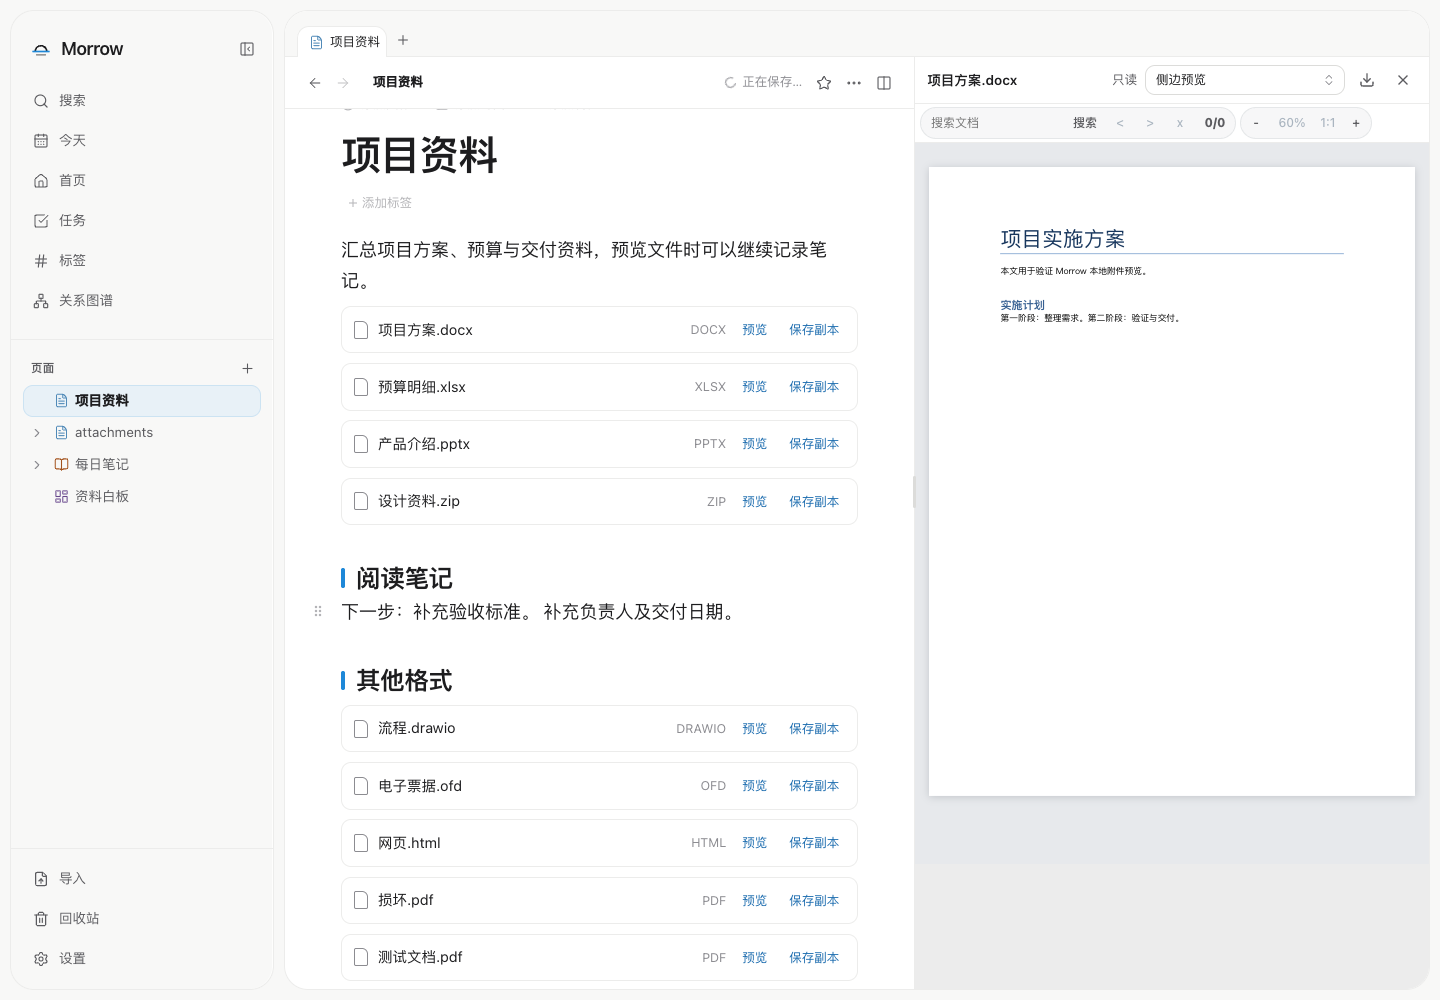 Morrow
搜索
今天
首页
任务
标签
关系图谱
页面
项目资料
attachments
每日笔记
资料白板
导入
回收站
设置
项目资料
项目资料
正在保存...
项目资料
添加标签
汇总项目方案、预算与交付资料，预览文件时可以继续记录笔
记。
项目方案.docx DOCX 预览 保存副本
预算明细.xlsx XLSX 预览 保存副本
产品介绍.pptx PPTX 预览 保存副本
设计资料.zip ZIP 预览 保存副本
阅读笔记
下一步：补充验收标准。 补充负责人及交付日期。
其他格式
流程.drawio DRAWIO 预览 保存副本
电子票据.ofd OFD 预览 保存副本
网页.html HTML 预览 保存副本
损坏.pdf PDF 预览 保存副本
测试文档.pdf PDF 预览 保存副本
项目方案.docx 只读 侧边预览
搜索文档 搜索 < > x 0/0 - 60% 1:1 +
项目实施方案
本文用于验证 Morrow 本地附件预览。
实施计划
第一阶段：整理需求。第二阶段：验证与交付。